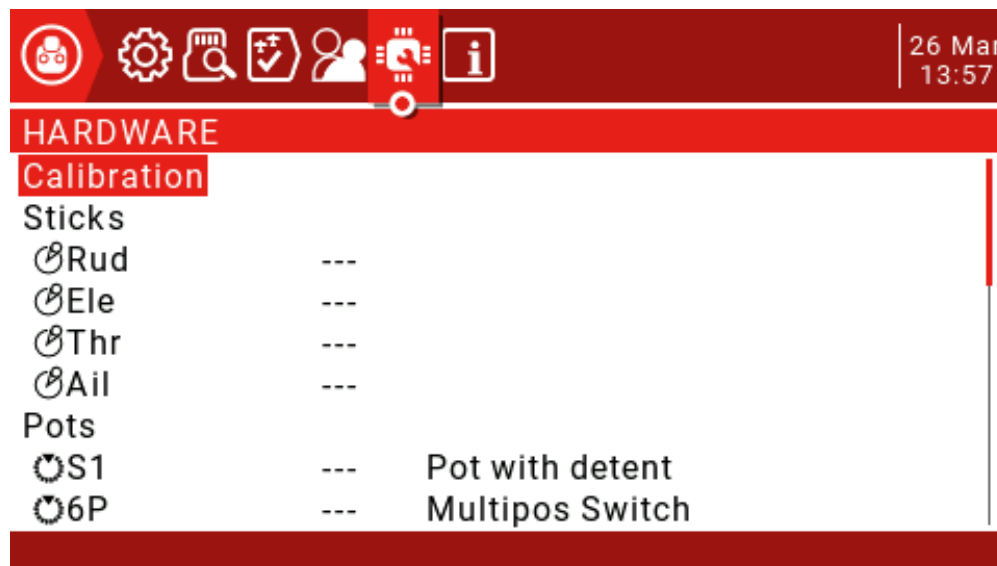 26 Mar
13:57
HARDWARE
Calibration
Sticks
Rud ---
Ele ---
Thr ---
Ail ---
Pots
S1 --- Pot with detent
6P --- Multipos Switch